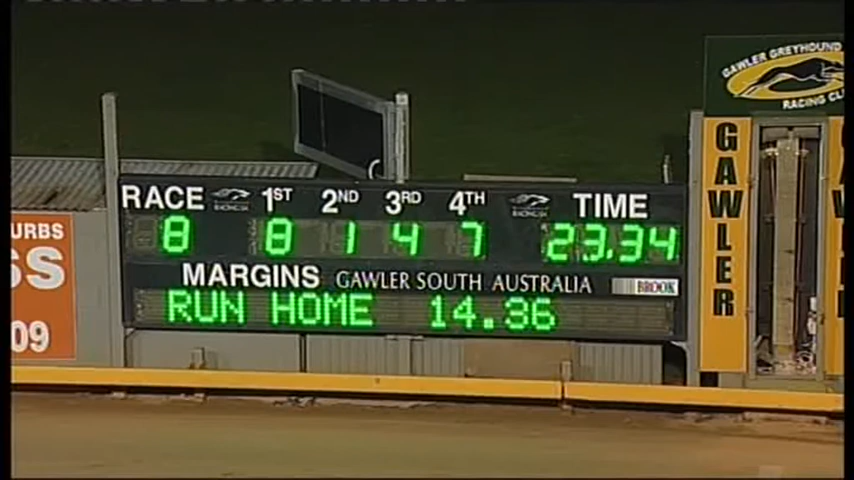 GAWLER GREYHOUND
RACING CLUB
RACE 1ST 2ND 3RD 4TH TIME
8 8 1 4 7 23.34
MARGINS GAWLER SOUTH AUSTRALIA BROOK
RUN HOME 14.36
GAWLER
URBS
S
09